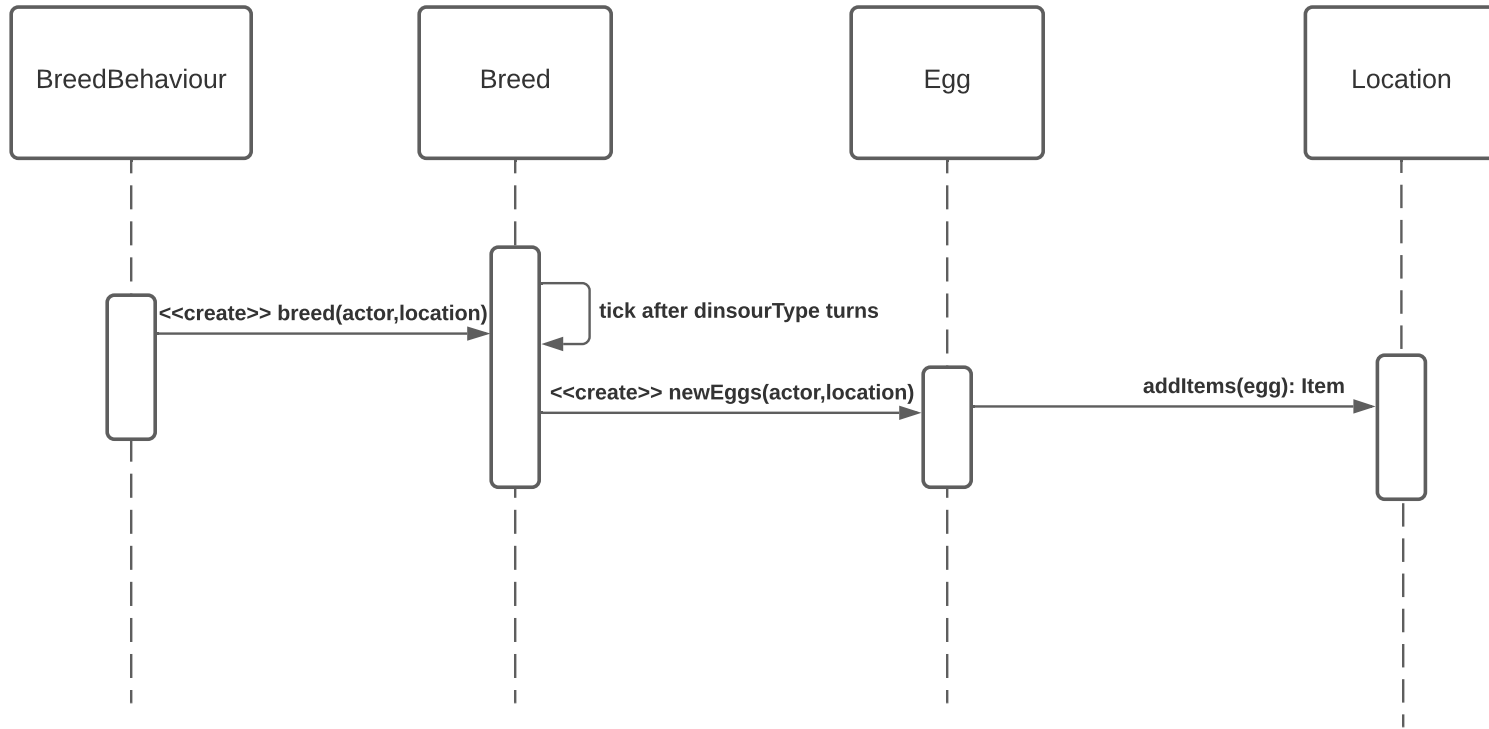 BreedBehaviour
Breed
Egg
Location
<<create>> breed(actor,location)
tick after dinsourType turns
<<create>> newEggs(actor,location)
addItems(egg): Item